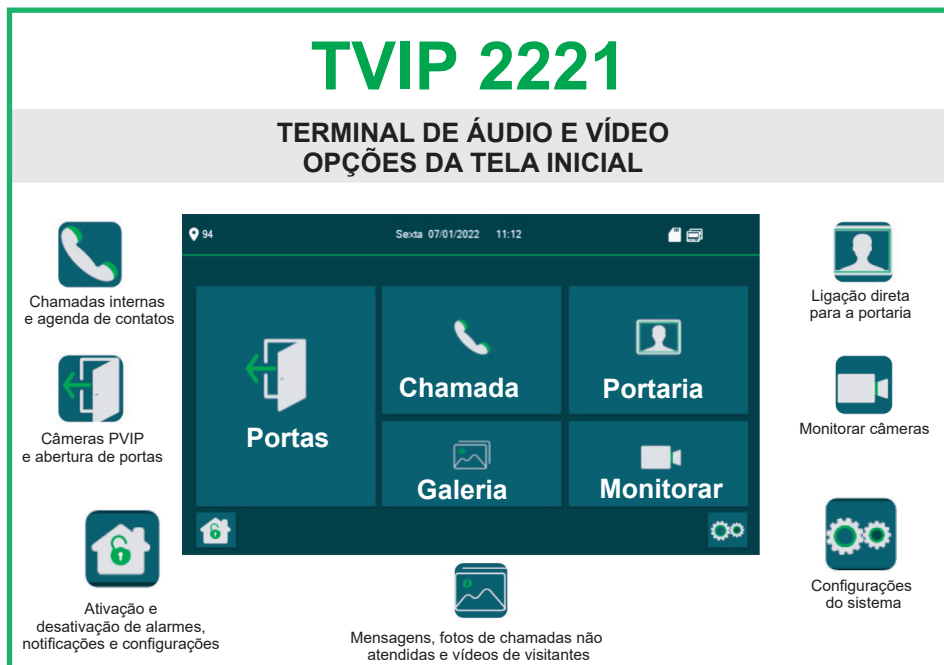 TVIP 2221
TERMINAL DE ÁUDIO E VÍDEO
OPÇÕES DA TELA INICIAL
Chamadas internas
e agenda de contatos
Câmeras PVIP
e abertura de portas
Ativação e
desativação de alarmes,
notificações e configurações
94
Sexta 07/01/2022 11:12
Portas
Chamada
Portaria
Galeria
Monitorar
Mensagens, fotos de chamadas não
atendidas e vídeos de visitantes
Ligação direta
para a portaria
Monitorar câmeras
Configurações
do sistema